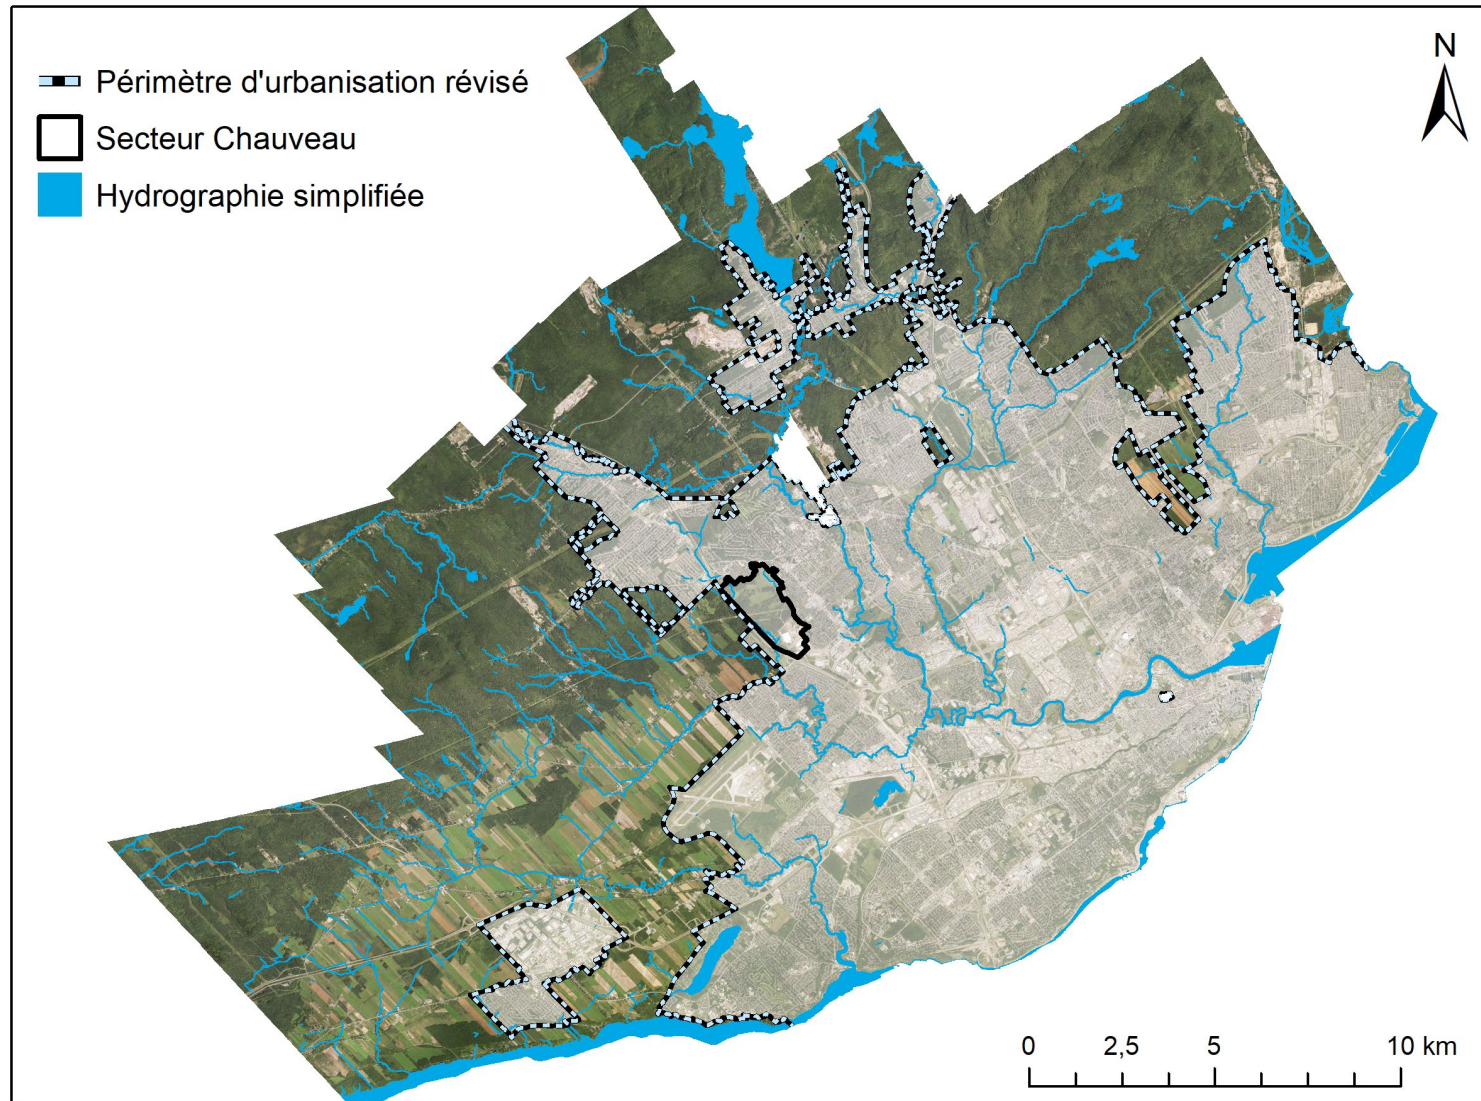 Périmètre d'urbanisation révisé
Secteur Chauveau
Hydrographie simplifiée
N
0 2,5 5 10 km